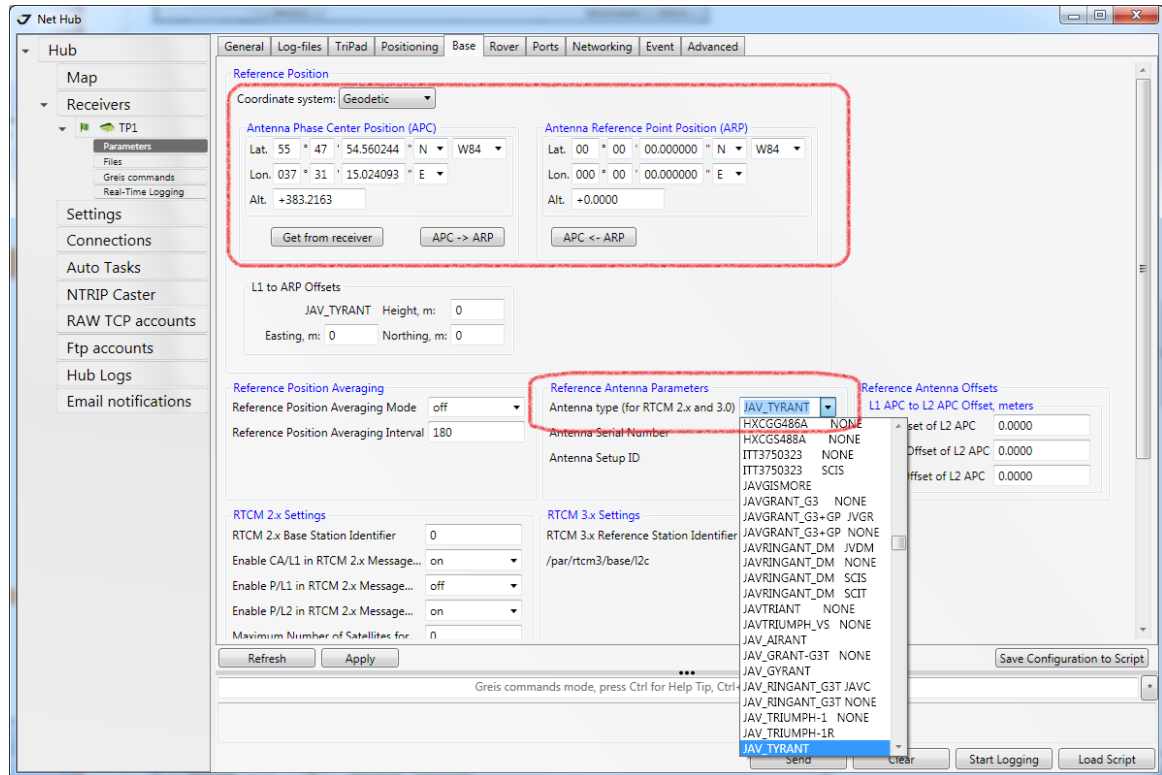 Net Hub
Hub
Map
Receivers
TP1
Parameters
Files
Greis commands
Real-Time Logging
Settings
Connections
Auto Tasks
NTRIP Caster
RAW TCP accounts
Ftp accounts
Hub Logs
Email notifications
General Log-files TriPad Positioning Base Rover Ports Networking Event Advanced
Reference Position
Coordinate system: Geodetic
Antenna Phase Center Position (APC)
Lat. 55 ° 47 ' 54.560244 " N W84
Lon. 037 ° 31 ' 15.024093 " E
Alt. +383.2163
Get from receiver APC -> ARP
Antenna Reference Point Position (ARP)
Lat. 00 ° 00 ' 00.000000 " N W84
Lon. 000 ° 00 ' 00.000000 " E
Alt. +0.0000
APC <- ARP
L1 to ARP Offsets
JAV_TYRANT Height, m: 0
Easting, m: 0 Northing, m: 0
Reference Position Averaging
Reference Position Averaging Mode off
Reference Position Averaging Interval 180
Reference Antenna Parameters
Antenna type (for RTCM 2.x and 3.0) JAV_TYRANT
Antenna Serial Number
Antenna Setup ID
HXCGG486A NONE
HXCGS488A NONE
ITT3750323 NONE
ITT3750323 SCIS
JAVGISMORE
JAVGRANT_G3 NONE
JAVGRANT_G3+GP JVGR
JAVGRANT_G3+GP NONE
JAVRINGANT_DM JVDM
JAVRINGANT_DM NONE
JAVRINGANT_DM SCIS
JAVRINGANT_DM SCIT
JAVTRIANT NONE
JAVTRIUMPH_VS NONE
JAV_AIRANT
JAV_GRANT-G3T NONE
JAV_GYRANT
JAV_RINGANT_G3T JAVC
JAV_RINGANT_G3T NONE
JAV_TRIUMPH-1 NONE
JAV_TRIUMPH-1R
JAV_TYRANT
Reference Antenna Offsets
L1 APC to L2 APC Offset, meters
set of L2 APC 0.0000
Offset of L2 APC 0.0000
ffset of L2 APC 0.0000
RTCM 2.x Settings
RTCM 2.x Base Station Identifier 0
Enable CA/L1 in RTCM 2.x Message... on
Enable P/L1 in RTCM 2.x Message... off
Enable P/L2 in RTCM 2.x Message... on
Maximum Number of Satellites for 0
RTCM 3.x Settings
RTCM 3.x Reference Station Identifier
/par/rtcm3/base/l2c
Refresh Apply Save Configuration to Script
Greis commands mode, press Ctrl for Help Tip, Ctrl+
*
Send Clear Start Logging Load Script